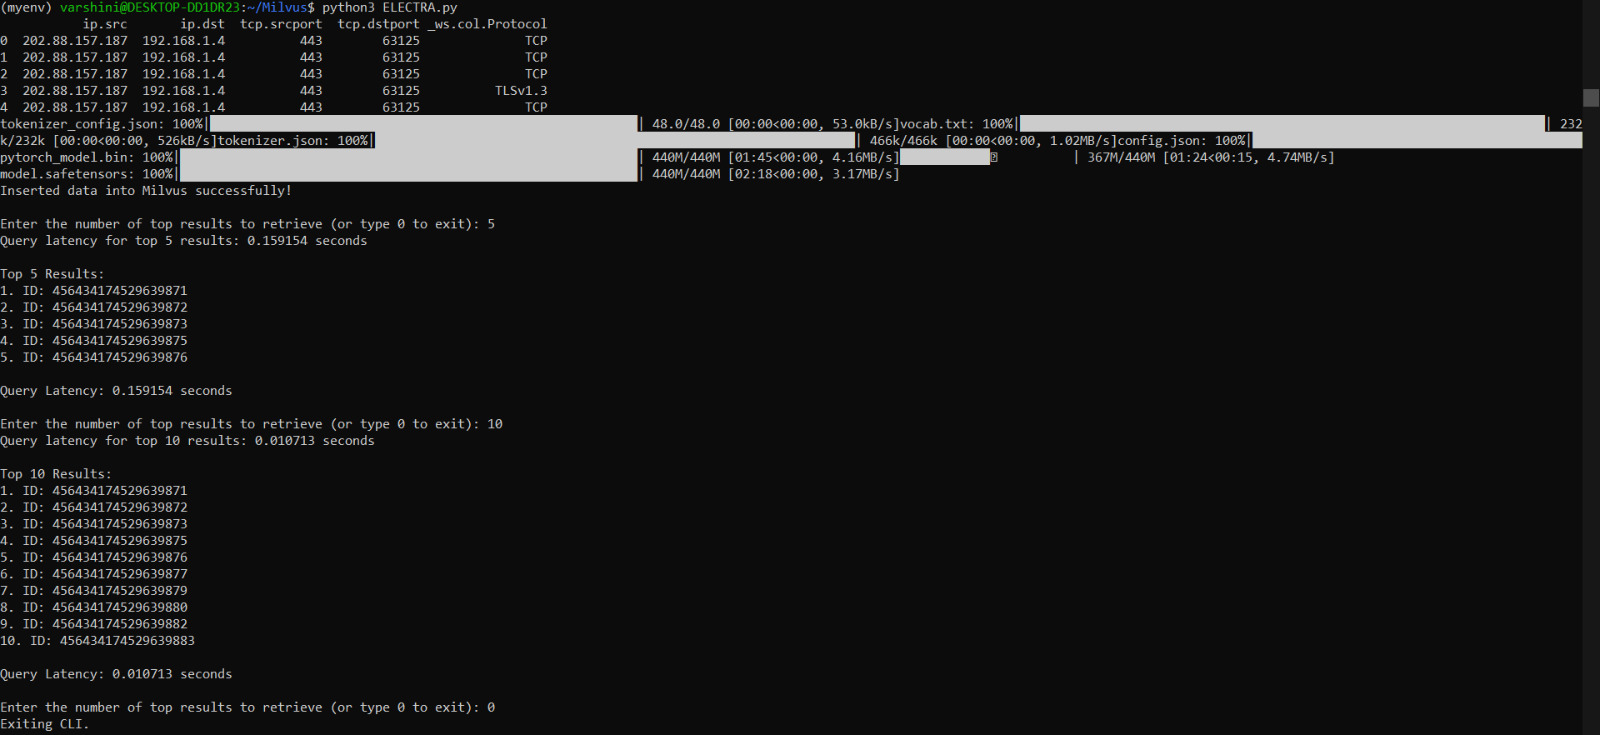 (myenv) varshini@DESKTOP-DD1DR23:~/Milvus$ python3 ELECTRA.py
ip.src ip.dst tcp.srcport tcp.dstport _ws.col.Protocol
0 202.88.157.187 192.168.1.4 443 63125 TCP
1 202.88.157.187 192.168.1.4 443 63125 TCP
2 202.88.157.187 192.168.1.4 443 63125 TCP
3 202.88.157.187 192.168.1.4 443 63125 TLSv1.3
4 202.88.157.187 192.168.1.4 443 63125 TCP
tokenizer_config.json: 100%| | 48.0/48.0 [00:00<00:00, 53.0kB/s]vocab.txt: 100%| | 232
k/232k [00:00<00:00, 526kB/s]tokenizer.json: 100%| | 466k/466k [00:00<00:00, 1.02MB/s]config.json: 100%|
pytorch_model.bin: 100%| | 440M/440M [01:45<00:00, 4.16MB/s] | 367M/440M [01:24<00:15, 4.74MB/s]
model.safetensors: 100%| | 440M/440M [02:18<00:00, 3.17MB/s]
Inserted data into Milvus successfully!
Enter the number of top results to retrieve (or type 0 to exit): 5
Query latency for top 5 results: 0.159154 seconds
Top 5 Results:
1. ID: 456434174529639871
2. ID: 456434174529639872
3. ID: 456434174529639873
4. ID: 456434174529639875
5. ID: 456434174529639876
Query Latency: 0.159154 seconds
Enter the number of top results to retrieve (or type 0 to exit): 10
Query latency for top 10 results: 0.010713 seconds
Top 10 Results:
1. ID: 456434174529639871
2. ID: 456434174529639872
3. ID: 456434174529639873
4. ID: 456434174529639875
5. ID: 456434174529639876
6. ID: 456434174529639877
7. ID: 456434174529639879
8. ID: 456434174529639880
9. ID: 456434174529639882
10. ID: 456434174529639883
Query Latency: 0.010713 seconds
Enter the number of top results to retrieve (or type 0 to exit): 0
Exiting CLI.